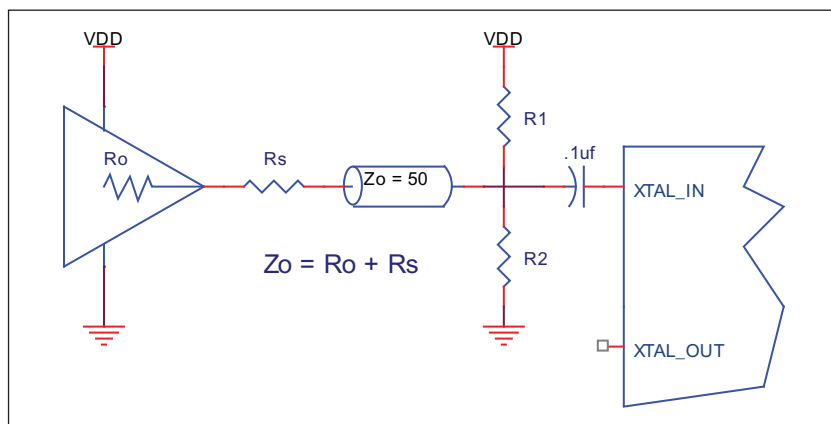 VDD
VDD
R1
Ro
Rs
.1uf
Zo = 50
XTAL_IN
Zo = Ro + Rs
R2
XTAL_OUT